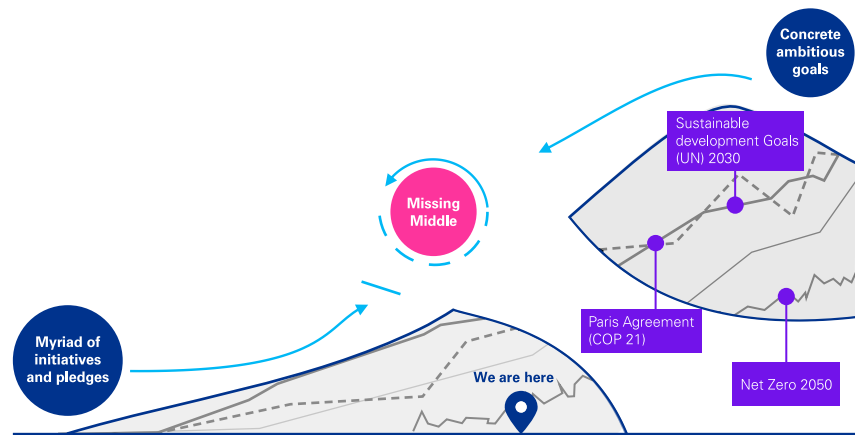 Concrete
ambitious
goals
Sustainable
development Goals
(UN) 2030
Missing
Middle
Paris Agreement
(COP 21)
Myriad of
initiatives
and pledges
We are here
Net Zero 2050